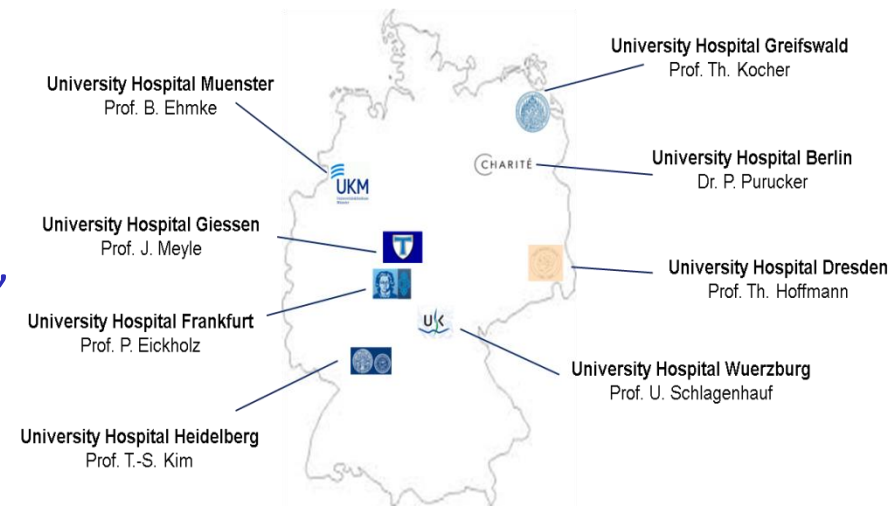 University Hospital Greifswald
Prof. Th. Kocher
University Hospital Muenster
Prof. B. Ehmke
CHARITÉ
University Hospital Berlin
Dr. P. Purucker
UKM
University Hospital Giessen
Prof. J. Meyle
University Hospital Dresden
Prof. Th. Hoffmann
University Hospital Frankfurt
Prof. P. Eickholz
University Hospital Wuerzburg
Prof. U. Schlagenhauf
University Hospital Heidelberg
Prof. T.-S. Kim